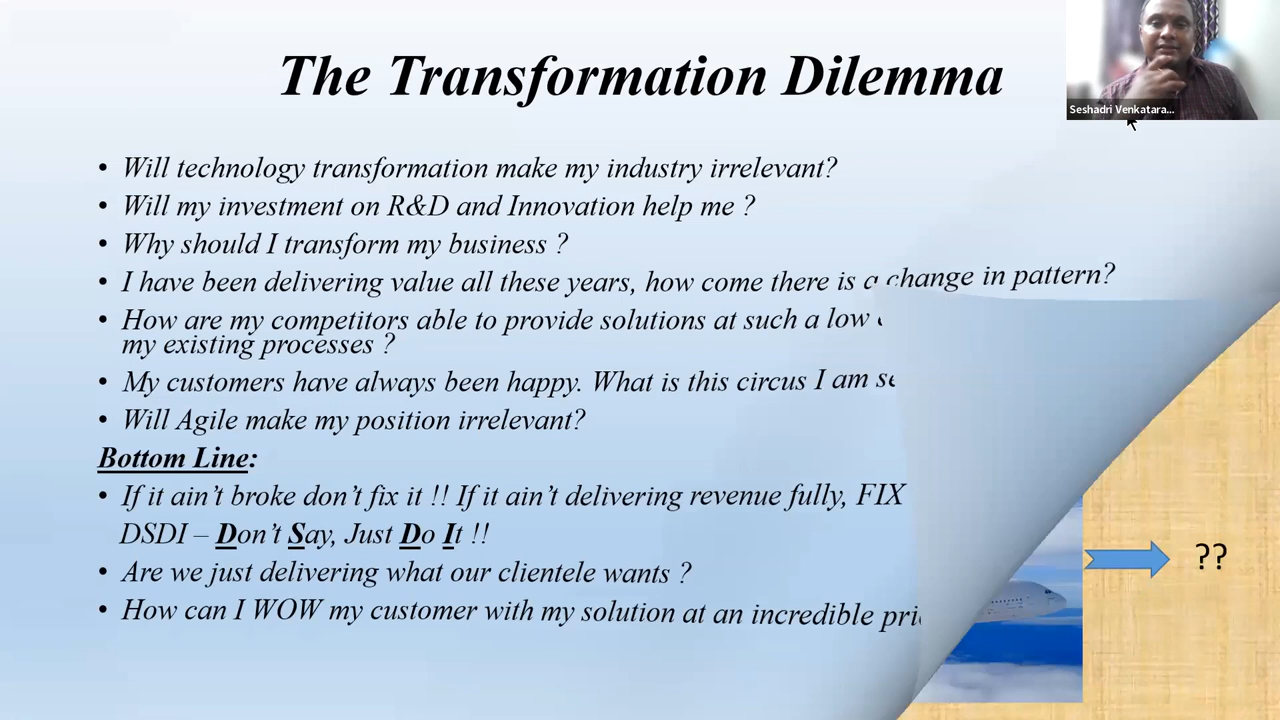 The Transformation Dilemma
Seshadri Venkatara...
• Will technology transformation make my industry irrelevant?
• Will my investment on R&D and Innovation help me ?
• Why should I transform my business ?
• I have been delivering value all these years, how come there is a change in pattern?
• How are my competitors able to provide solutions at such a low
my existing processes ?
• My customers have always been happy. What is this circus I am
• Will Agile make my position irrelevant?
Bottom Line:
• If it ain’t broke don’t fix it !! If it ain’t delivering revenue fully, FIX
DSDI – Don’t Say, Just Do It !!
• Are we just delivering what our clientele wants ?
• How can I WOW my customer with my solution at an incredible
??